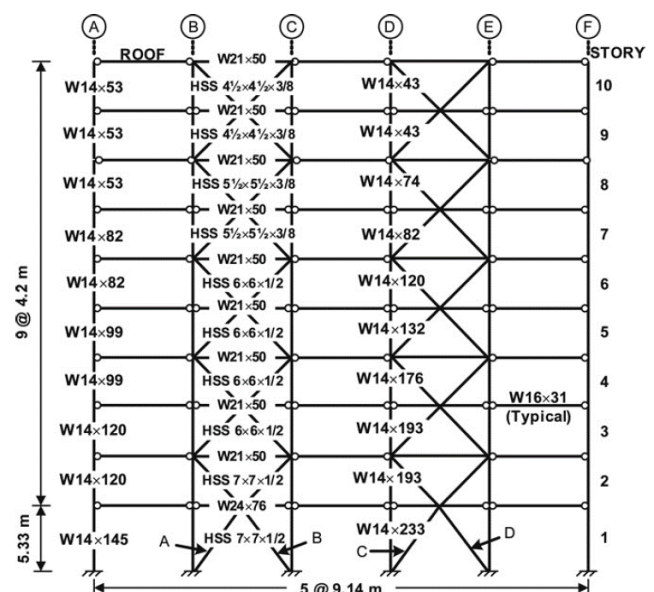 A B C D E F
ROOF W21×50 STORY
W14×53 HSS 4½×4½×3/8 W14×43 10
W21×50
W14×53 HSS 4½×4½×3/8 W14×43 9
W21×50
W14×53 HSS 5½×5½×3/8 W14×74 8
W21×50
W14×82 HSS 5½×5½×3/8 W14×82 7
W21×50
W14×82 HSS 6×6×1/2 W14×120 6
W21×50
W14×99 HSS 6×6×1/2 W14×132 5
W21×50
W14×99 HSS 6×6×1/2 W14×176 4
W21×50 W16×31
(Typical)
W14×120 HSS 6×6×1/2 W14×193 3
W21×50
W14×120 HSS 7×7×1/2 W14×193 2
W24×76
W14×145 A HSS 7×7×1/2 B C W14×233 D 1
9 @ 4.2 m
5.33 m
5 @ 9.14 m